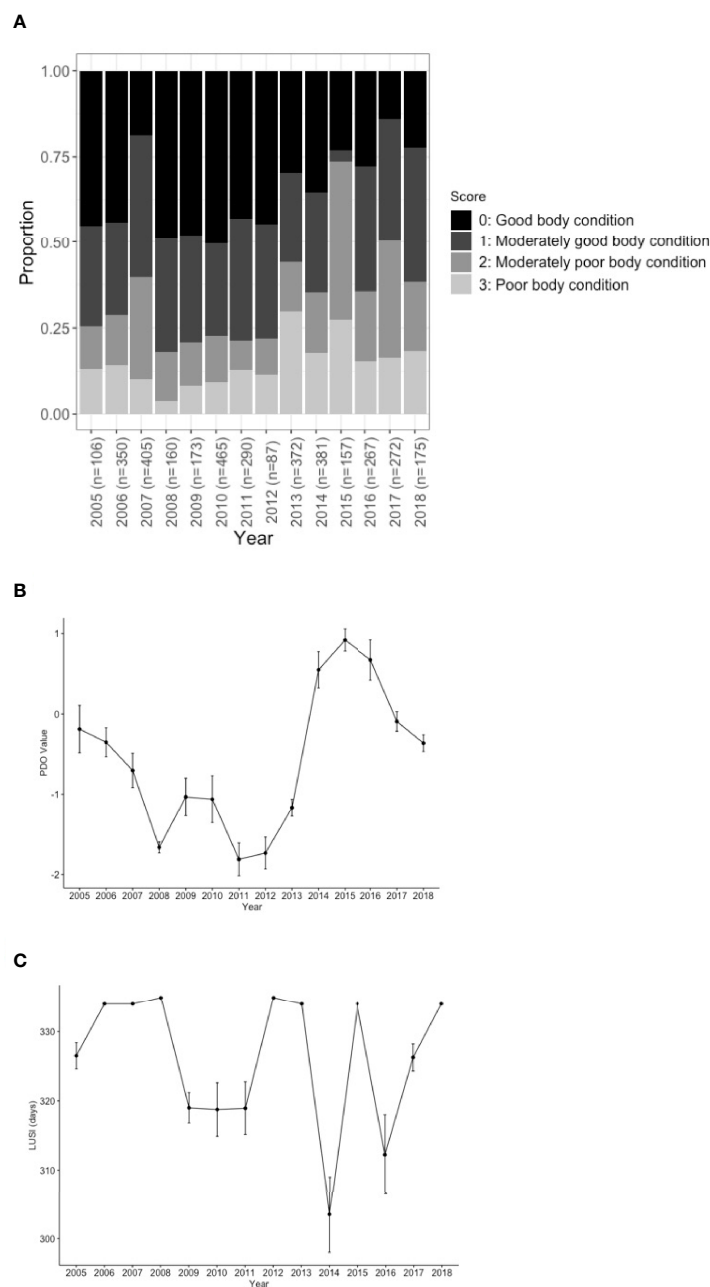 A
1.00
0.75
0.50
0.25
0.00
Proportion
2005 (n=106)
2006 (n=350)
2007 (n=405)
2008 (n=160)
2009 (n=173)
2010 (n=465)
2011 (n=290)
2012 (n=87)
2013 (n=372)
2014 (n=381)
2015 (n=157)
2016 (n=267)
2017 (n=272)
2018 (n=175)
Year
Score
0: Good body condition
1: Moderately good body condition
2: Moderately poor body condition
3: Poor body condition
B
1
0
-1
-2
PDO Value
2005 2006 2007 2008 2009 2010 2011 2012 2013 2014 2015 2016 2017 2018
Year
C
330
320
310
300
LUSI (days)
2005 2006 2007 2008 2009 2010 2011 2012 2013 2014 2015 2016 2017 2018
Year